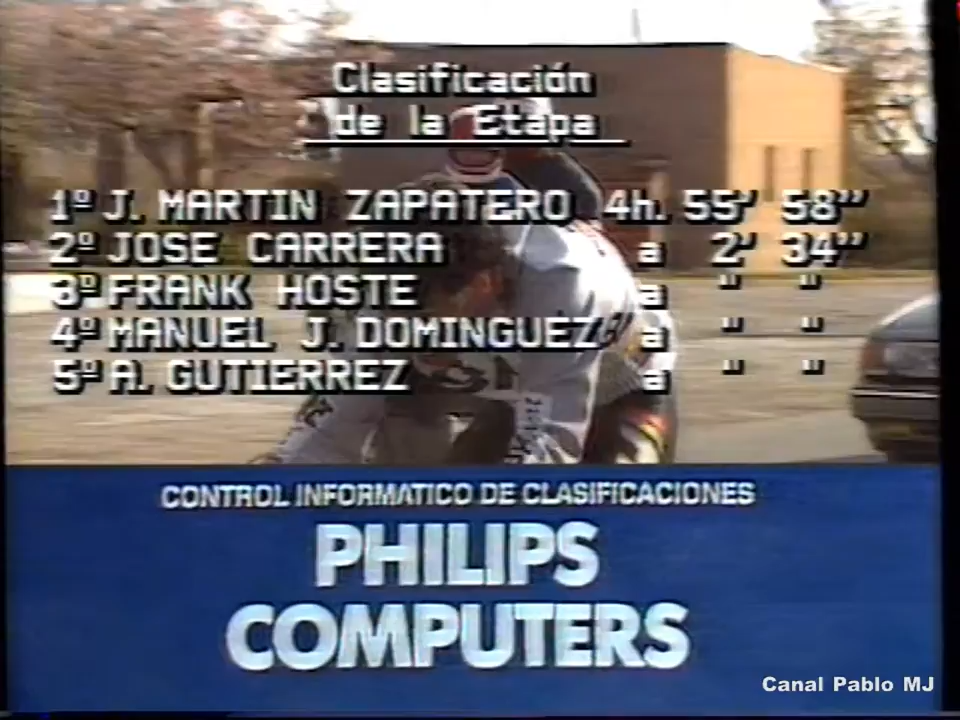 Clasificación
de la Etapa
1º J. MARTIN ZAPATERO 4h. 55' 58"
2º JOSE CARRERA a 2' 34"
3º FRANK HOSTE a " "
4º MANUEL J. DOMINGUEZ a " "
5º A. GUTIERREZ a " "
CONTROL INFORMATICO DE CLASIFICACIONES
PHILIPS
COMPUTERS
Canal Pablo MJ